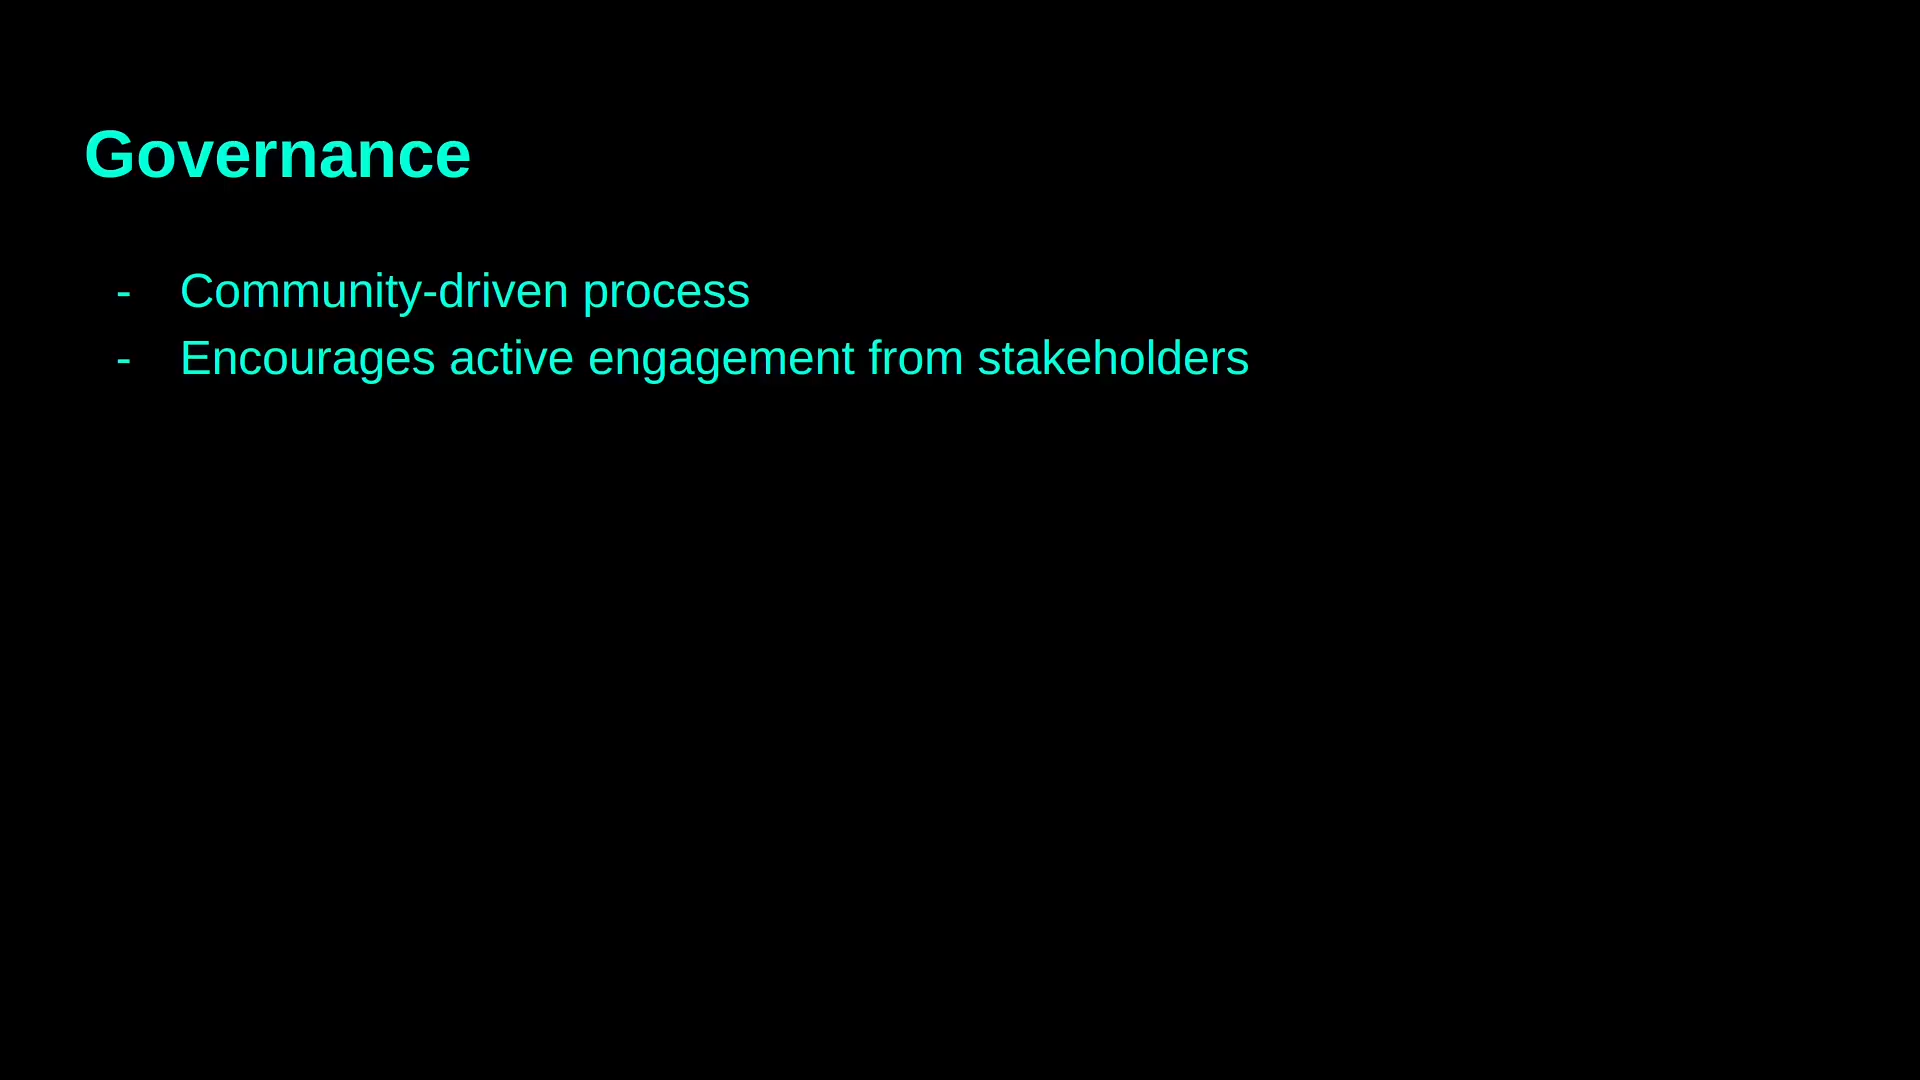 Governance
- Community-driven process
- Encourages active engagement from stakeholders